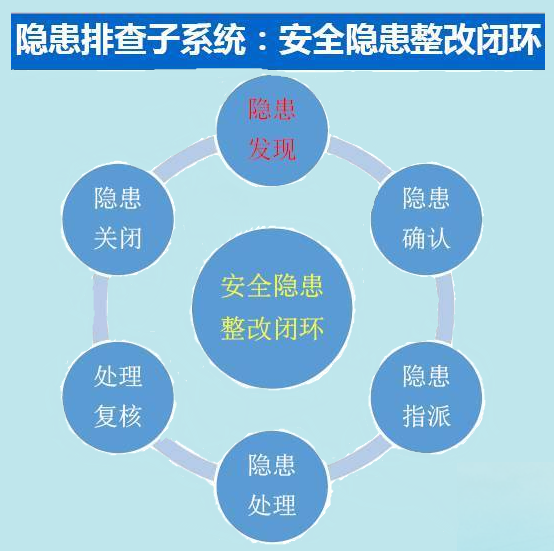 隐患排查子系统：安全隐患整改闭环
隐患
发现
隐患
确认
隐患
指派
隐患
处理
处理
复核
隐患
关闭
安全隐患
整改闭环